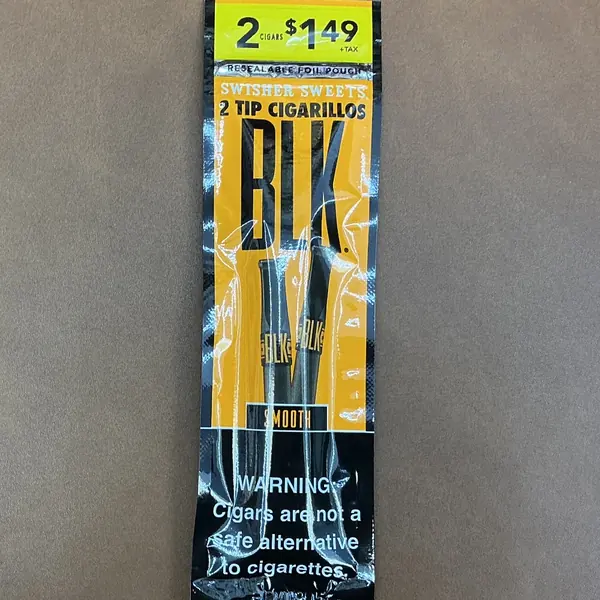 2 CIGARS $1.49
+TAX
RESEALABLE FOIL POUCH
SWISHER SWEETS
2 TIP CIGARILLOS
BLK
BLK
BLK
SMOOTH
WARNING:
Cigars are not a
safe alternative
to cigarettes.